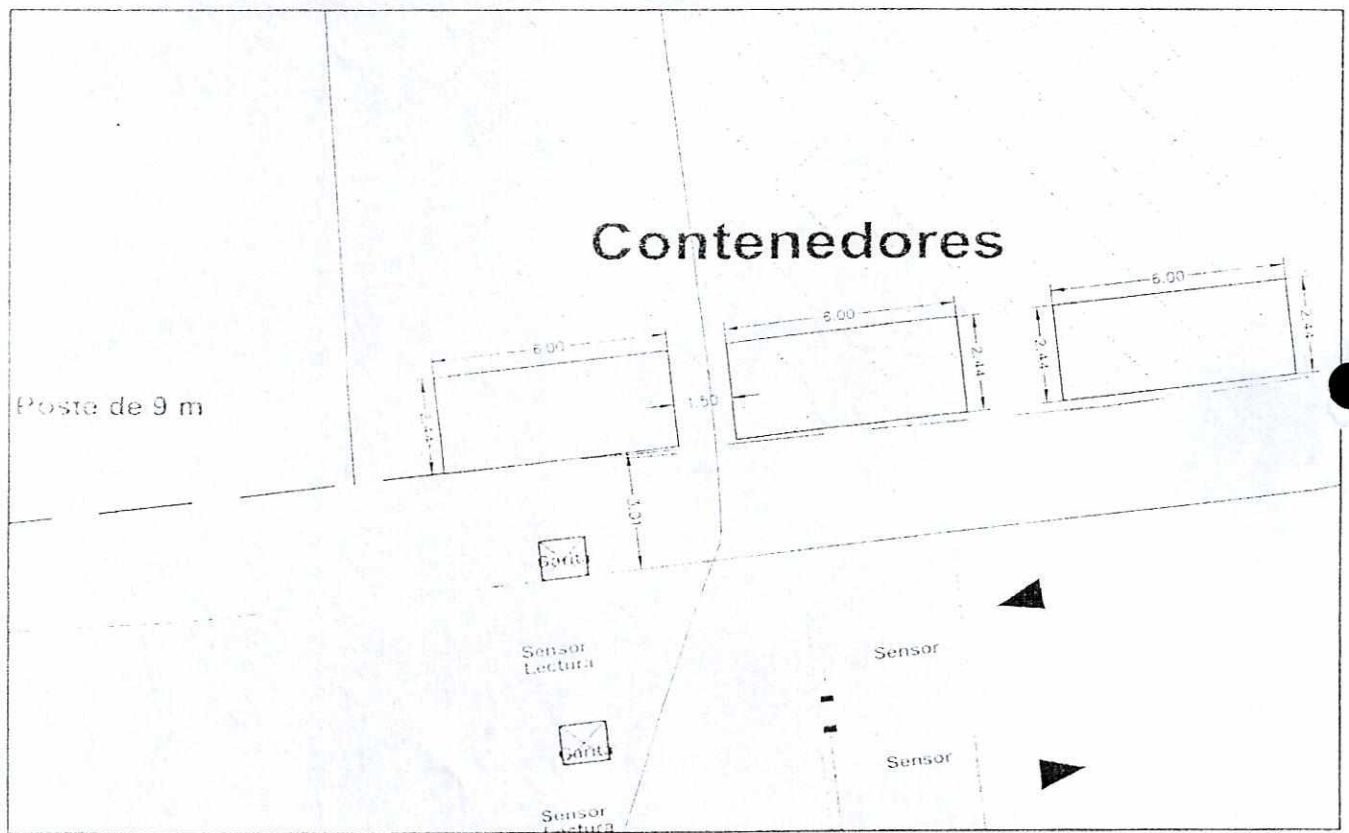 Contenedores
6.00
6.00
6.00
2.44
2.44
2.44
2.44
1.50
Poste de 9 m
3.31
Garita
Sensor
Lectura
Sensor
Garita
Sensor
Sensor
Lectura